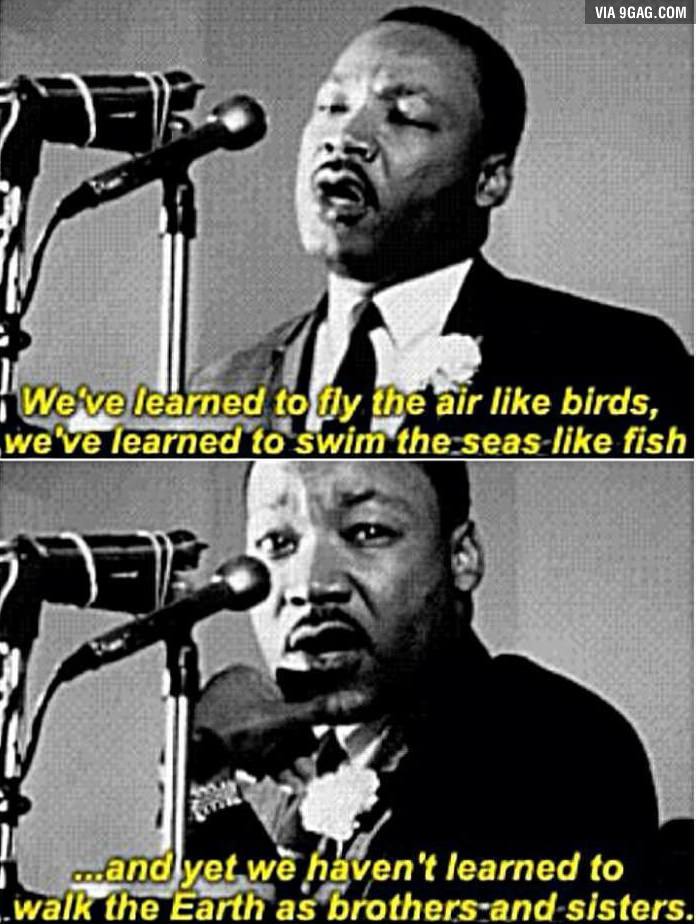 VIA 9GAG.COM
We've learned to fly the air like birds,
we've learned to swim the seas like fish
...and yet we haven't learned to
walk the Earth as brothers and sisters